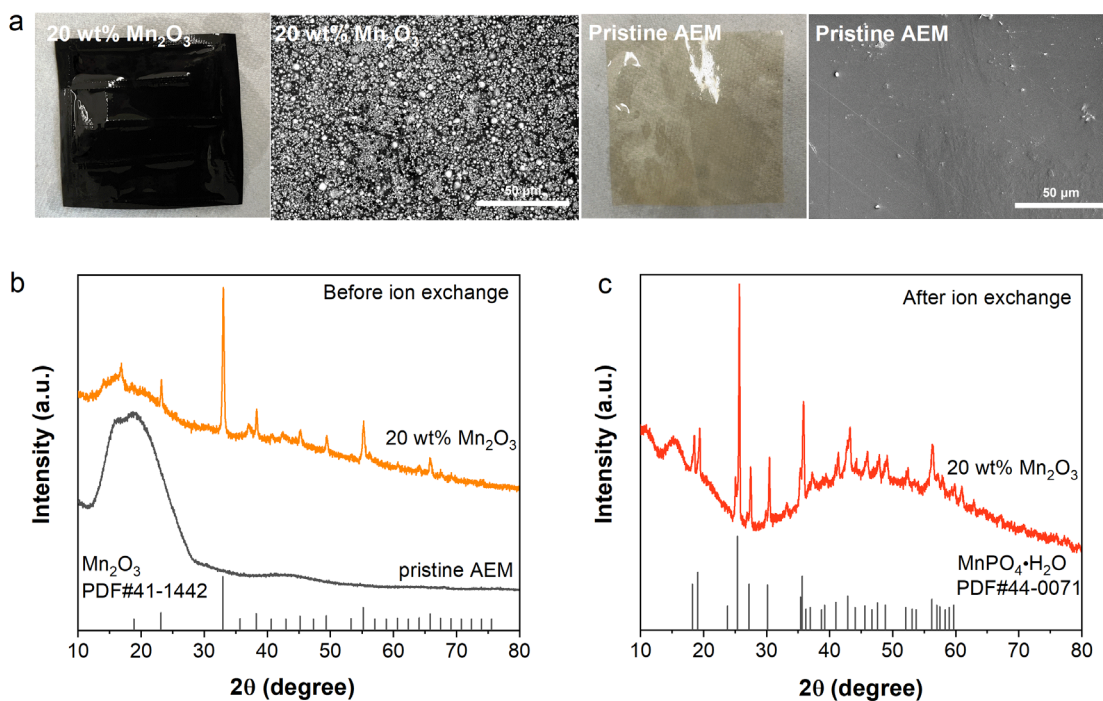 a
20 wt% Mn₂O₃
20 wt% Mn₂O₃
Pristine AEM
Pristine AEM
50 µm
50 µm
b
Before ion exchange
20 wt% Mn₂O₃
pristine AEM
Mn₂O₃
PDF#41-1442
Intensity (a.u.)
10 20 30 40 50 60 70 80
2θ (degree)
c
After ion exchange
20 wt% Mn₂O₃
MnPO₄•H₂O
PDF#44-0071
Intensity (a.u.)
10 20 30 40 50 60 70 80
2θ (degree)